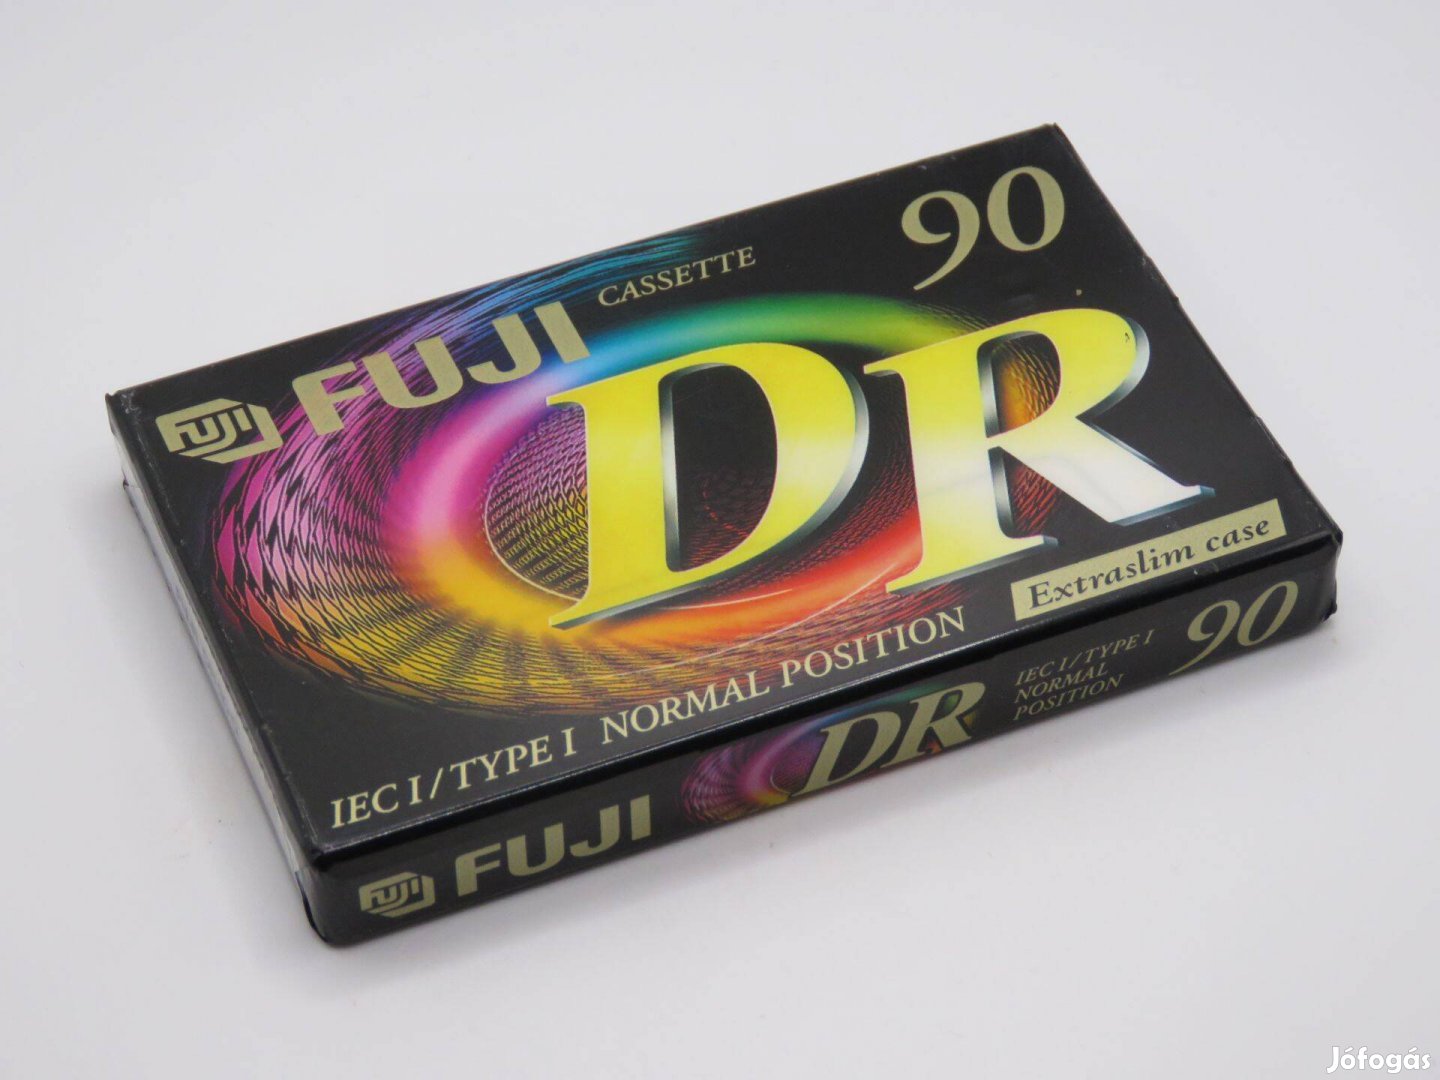 FUJI FUJI CASSETTE 90
DR
Extraslim case
IEC I / TYPE I NORMAL POSITION
FUJI FUJI DR IEC I / TYPE I 90
NORMAL
POSITION
Jófogás